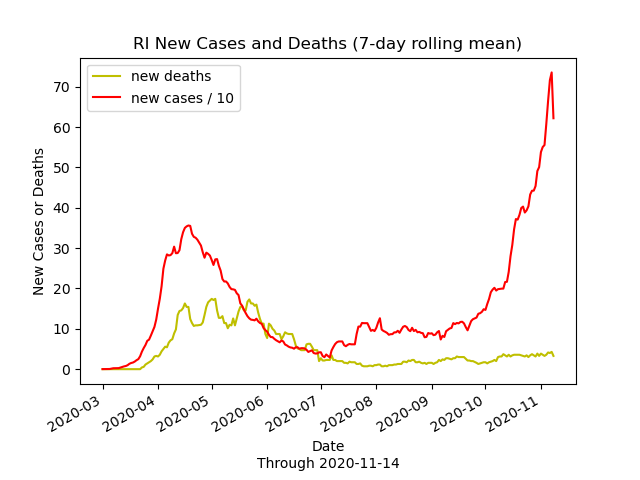 RI New Cases and Deaths (7-day rolling mean)
new deaths
new cases / 10
70
60
50
40
30
20
10
0
New Cases or Deaths
2020-03
2020-04
2020-05
2020-06
2020-07
2020-08
2020-09
2020-10
2020-11
Date
Through 2020-11-14